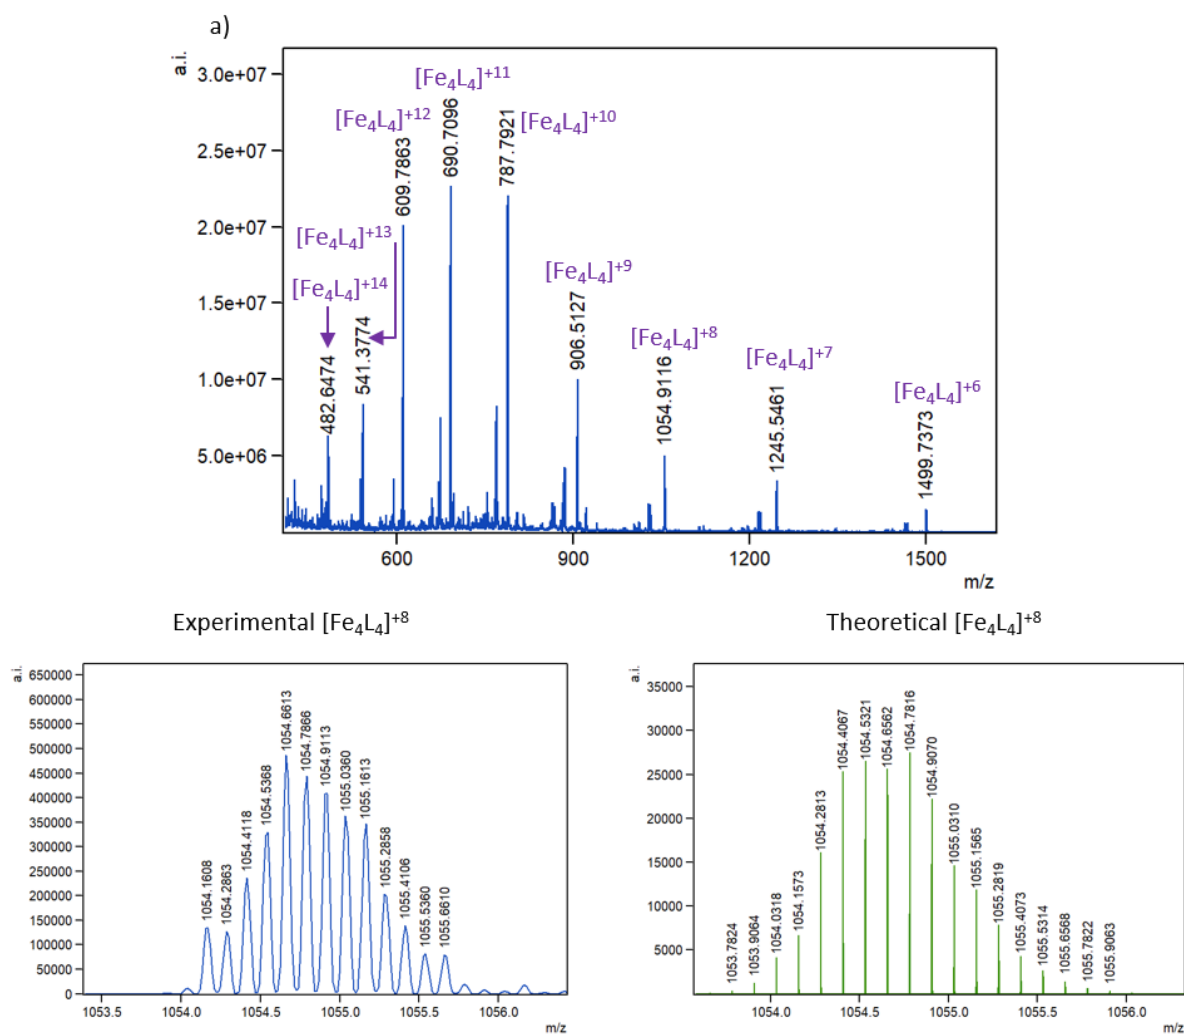 a)
a.i.
3.0e+07
2.5e+07
2.0e+07
1.5e+07
1.0e+07
5.0e+06
[Fe4L4]+14
482.6474
[Fe4L4]+13
541.3774
[Fe4L4]+12
609.7863
[Fe4L4]+11
690.7096
[Fe4L4]+10
787.7921
[Fe4L4]+9
906.5127
[Fe4L4]+8
1054.9116
[Fe4L4]+7
1245.5461
[Fe4L4]+6
1499.7373
600 900 1200 1500
m/z
Experimental [Fe4L4]+8
a.i.
650000
600000
550000
500000
450000
400000
350000
300000
250000
200000
150000
100000
50000
0
1054.1608
1054.2863
1054.4118
1054.5368
1054.6613
1054.7866
1054.9113
1055.0360
1055.1613
1055.2858
1055.4106
1055.5360
1055.6610
1053.5 1054.0 1054.5 1055.0 1055.5 1056.0
m/z
Theoretical [Fe4L4]+8
a.i.
35000
30000
25000
20000
15000
10000
5000
1053.7824
1053.9064
1054.0318
1054.1573
1054.2813
1054.4067
1054.5321
1054.6562
1054.7816
1054.9070
1055.0310
1055.1565
1055.2819
1055.4073
1055.5314
1055.6568
1055.7822
1055.9063
1054.0 1054.5 1055.0 1055.5 1056.0
m/z